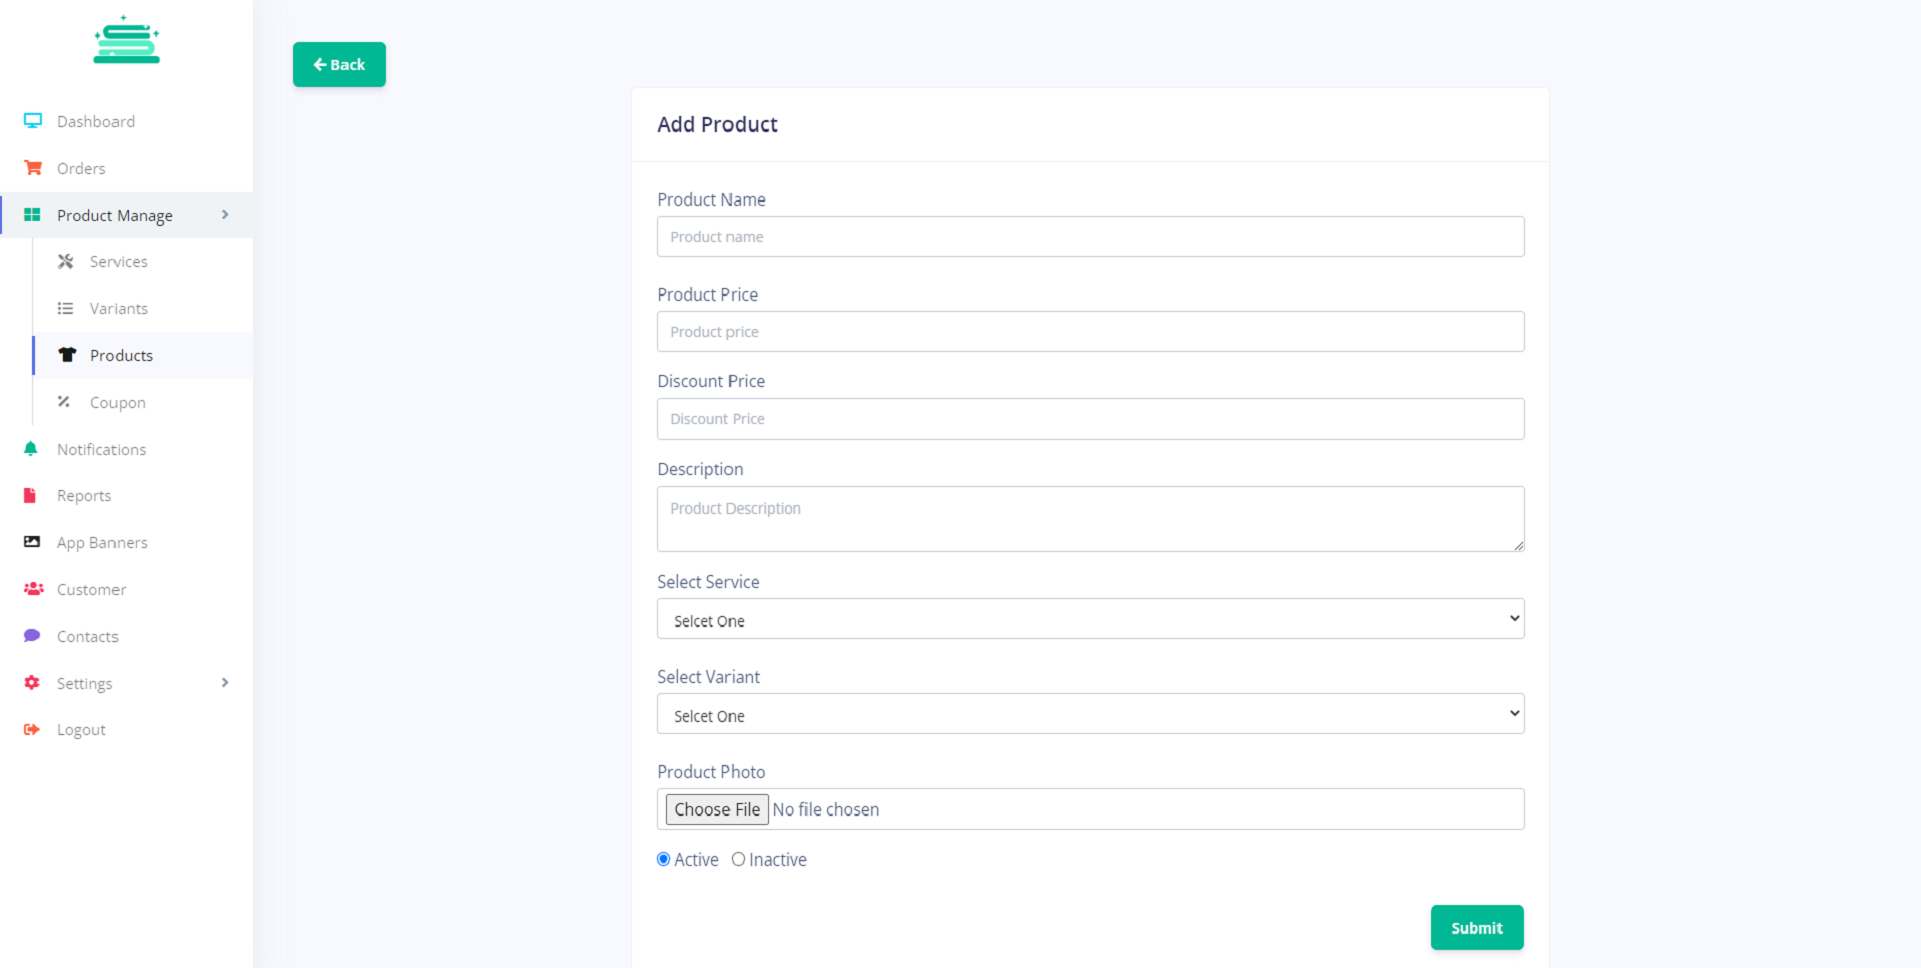 Dashboard
Orders
Product Manage
Services
Variants
Products
Coupon
Notifications
Reports
App Banners
Customer
Contacts
Settings
Logout
Back
Add Product
Product Name
Product name
Product Price
Product price
Discount Price
Discount Price
Description
Product Description
Select Service
Selcet One
Select Variant
Selcet One
Product Photo
Choose File No file chosen
Active Inactive
Submit